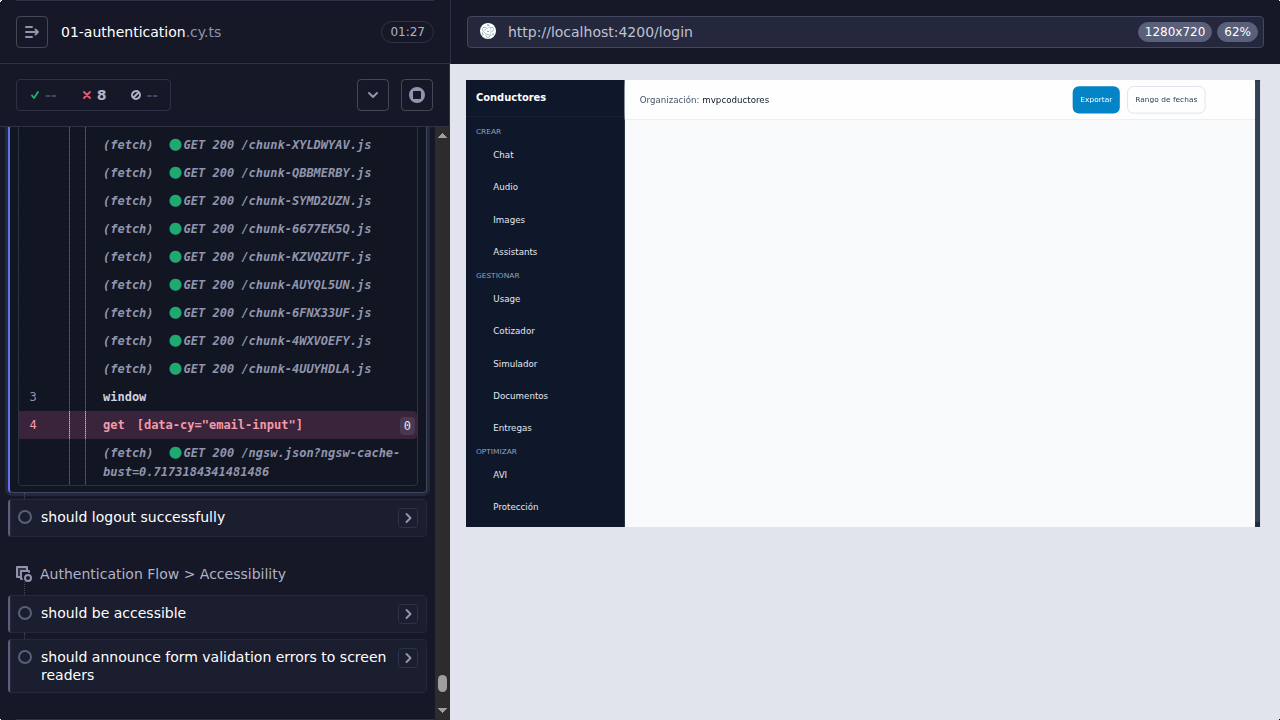 01-authentication.cy.ts
01:27
http://localhost:4200/login
1280x720
62%
--
8
--
(fetch) GET 200 /chunk-XYLDWYAV.js
(fetch) GET 200 /chunk-QBBMERBY.js
(fetch) GET 200 /chunk-SYMD2UZN.js
(fetch) GET 200 /chunk-6677EK5Q.js
(fetch) GET 200 /chunk-KZVQZUTF.js
(fetch) GET 200 /chunk-AUYQL5UN.js
(fetch) GET 200 /chunk-6FNX33UF.js
(fetch) GET 200 /chunk-4WXVOEFY.js
(fetch) GET 200 /chunk-4UUYHDLA.js
3 window
4 get [data-cy="email-input"] 0
(fetch) GET 200 /ngsw.json?ngsw-cache-
bust=0.7173184341481486
should logout successfully
Authentication Flow > Accessibility
should be accessible
should announce form validation errors to screen
readers
Conductores
CREAR
Chat
Audio
Images
Assistants
GESTIONAR
Usage
Cotizador
Simulador
Documentos
Entregas
OPTIMIZAR
AVI
Protección
Organización: mvpcoductores
Exportar
Rango de fechas